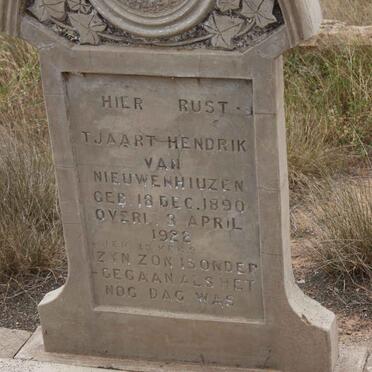 HIER RUST
TJAART HENDRIK
VAN
NIEUWENHIUZEN
GEB. 18 DEC. 1890
OVERL. 3 APRIL
1928
ZYN ZON IS ONDER
GEGAAN ALS HET
NOG DAG WAS